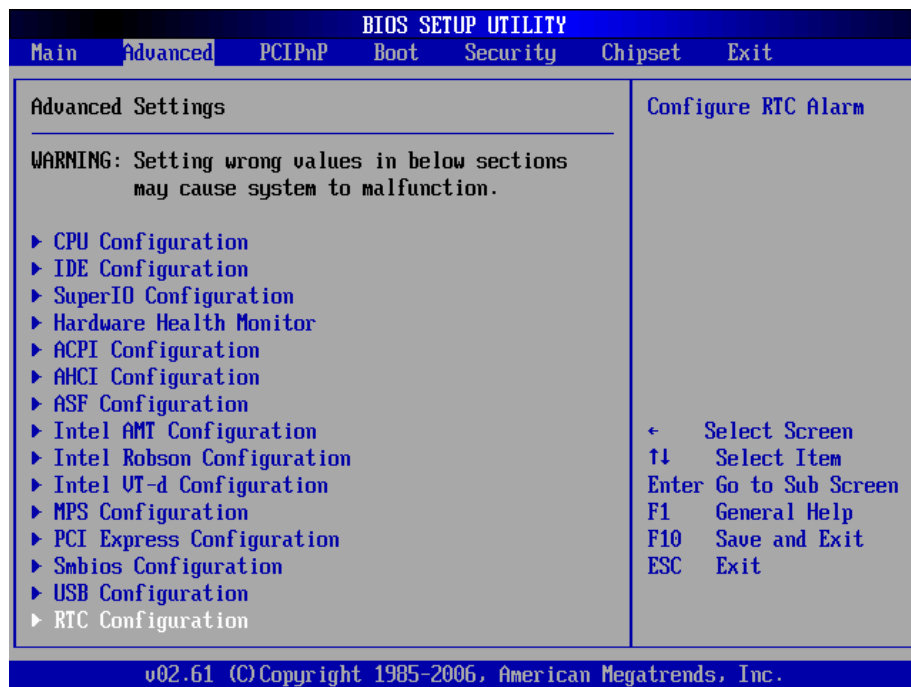 BIOS SETUP UTILITY
Main Advanced PCIPnP Boot Security Chipset Exit
Advanced Settings
WARNING: Setting wrong values in below sections
may cause system to malfunction.
▶ CPU Configuration
▶ IDE Configuration
▶ SuperIO Configuration
▶ Hardware Health Monitor
▶ ACPI Configuration
▶ AHCI Configuration
▶ ASF Configuration
▶ Intel AMT Configuration
▶ Intel Robson Configuration
▶ Intel VT-d Configuration
▶ MPS Configuration
▶ PCI Express Configuration
▶ Smbios Configuration
▶ USB Configuration
▶ RTC Configuration
Configure RTC Alarm
← Select Screen
↑↓ Select Item
Enter Go to Sub Screen
F1 General Help
F10 Save and Exit
ESC Exit
v02.61 (C)Copyright 1985-2006, American Megatrends, Inc.